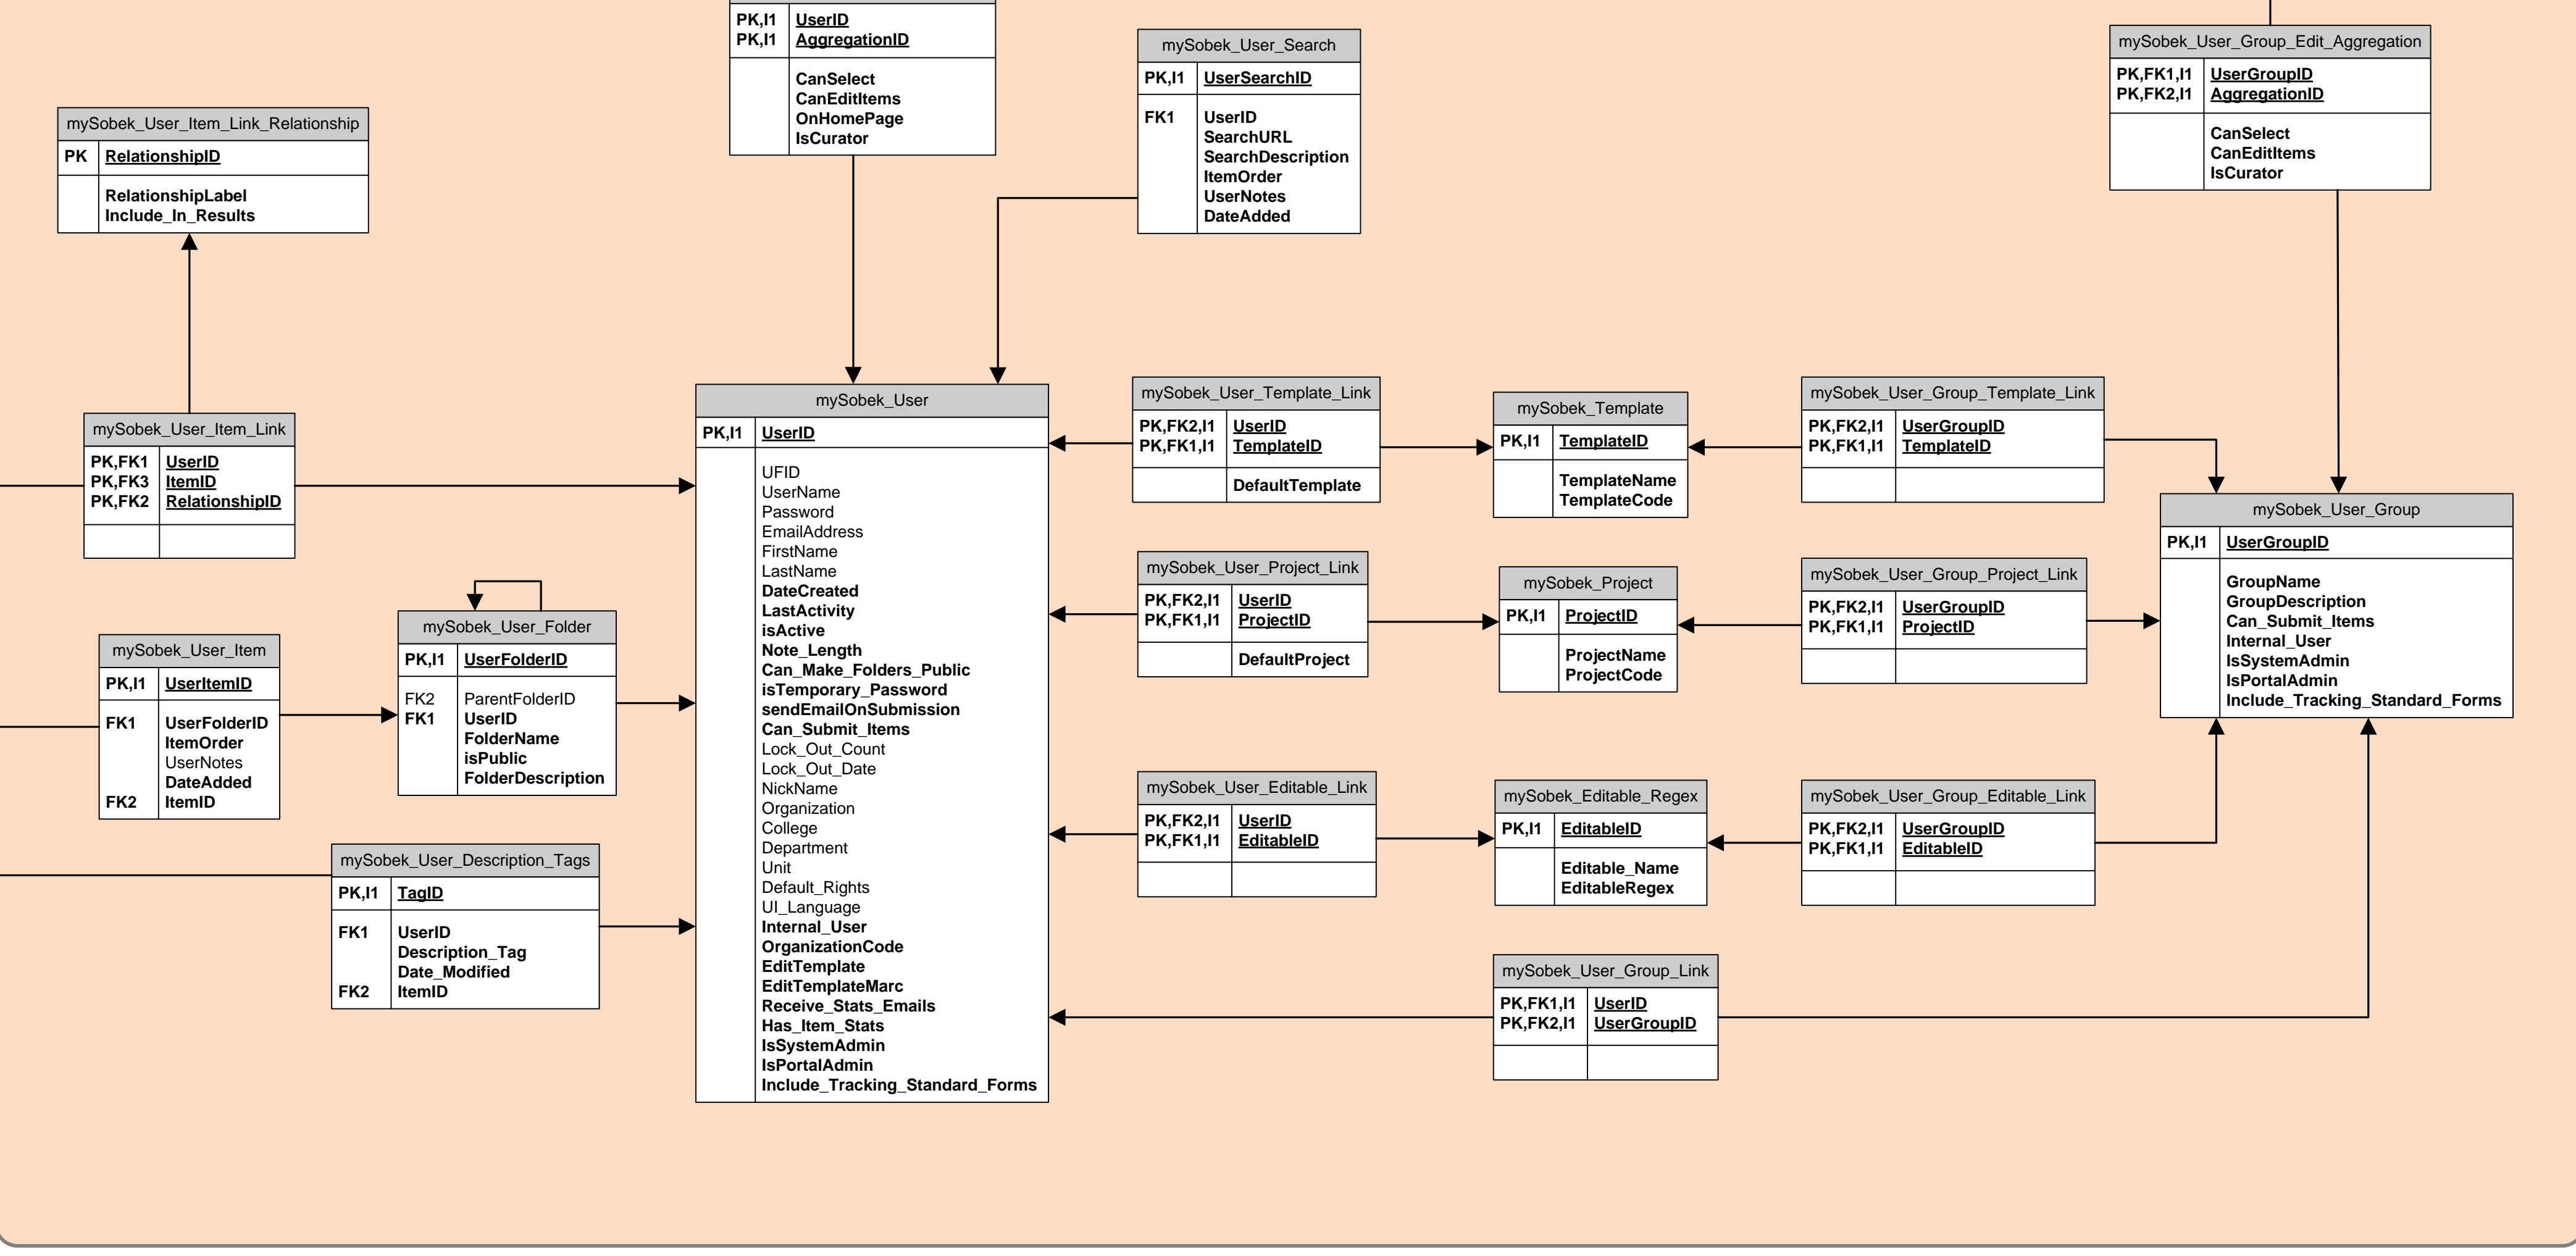 PK,I1 UserID
PK,I1 AggregationID
CanSelect
CanEditItems
OnHomePage
IsCurator
mySobek_User_Search
PK,I1 UserSearchID
FK1 UserID
SearchURL
SearchDescription
ItemOrder
UserNotes
DateAdded
mySobek_User_Group_Edit_Aggregation
PK,FK1,I1 UserGroupID
PK,FK2,I1 AggregationID
CanSelect
CanEditItems
IsCurator
mySobek_User_Item_Link_Relationship
PK RelationshipID
RelationshipLabel
Include_In_Results
mySobek_User_Item_Link
PK,FK1 UserID
PK,FK3 ItemID
PK,FK2 RelationshipID
mySobek_User
PK,I1 UserID
UFID
UserName
Password
EmailAddress
FirstName
LastName
DateCreated
LastActivity
isActive
Note_Length
Can_Make_Folders_Public
isTemporary_Password
sendEmailOnSubmission
Can_Submit_Items
Lock_Out_Count
Lock_Out_Date
NickName
Organization
College
Department
Unit
Default_Rights
UI_Language
Internal_User
OrganizationCode
EditTemplate
EditTemplateMarc
Receive_Stats_Emails
Has_Item_Stats
IsSystemAdmin
IsPortalAdmin
Include_Tracking_Standard_Forms
mySobek_User_Template_Link
PK,FK2,I1 UserID
PK,FK1,I1 TemplateID
DefaultTemplate
mySobek_Template
PK,I1 TemplateID
TemplateName
TemplateCode
mySobek_User_Group_Template_Link
PK,FK2,I1 UserGroupID
PK,FK1,I1 TemplateID
mySobek_User_Group
PK,I1 UserGroupID
GroupName
GroupDescription
Can_Submit_Items
Internal_User
IsSystemAdmin
IsPortalAdmin
Include_Tracking_Standard_Forms
mySobek_User_Project_Link
PK,FK2,I1 UserID
PK,FK1,I1 ProjectID
DefaultProject
mySobek_Project
PK,I1 ProjectID
ProjectName
ProjectCode
mySobek_User_Group_Project_Link
PK,FK2,I1 UserGroupID
PK,FK1,I1 ProjectID
mySobek_User_Folder
PK,I1 UserFolderID
FK2 ParentFolderID
FK1 UserID
FolderName
isPublic
FolderDescription
mySobek_User_Item
PK,I1 UserItemID
FK1 UserFolderID
ItemOrder
UserNotes
DateAdded
FK2 ItemID
mySobek_User_Editable_Link
PK,FK2,I1 UserID
PK,FK1,I1 EditableID
mySobek_Editable_Regex
PK,I1 EditableID
Editable_Name
EditableRegex
mySobek_User_Group_Editable_Link
PK,FK2,I1 UserGroupID
PK,FK1,I1 EditableID
mySobek_User_Description_Tags
PK,I1 TagID
FK1 UserID
Description_Tag
Date_Modified
FK2 ItemID
mySobek_User_Group_Link
PK,FK1,I1 UserID
PK,FK2,I1 UserGroupID